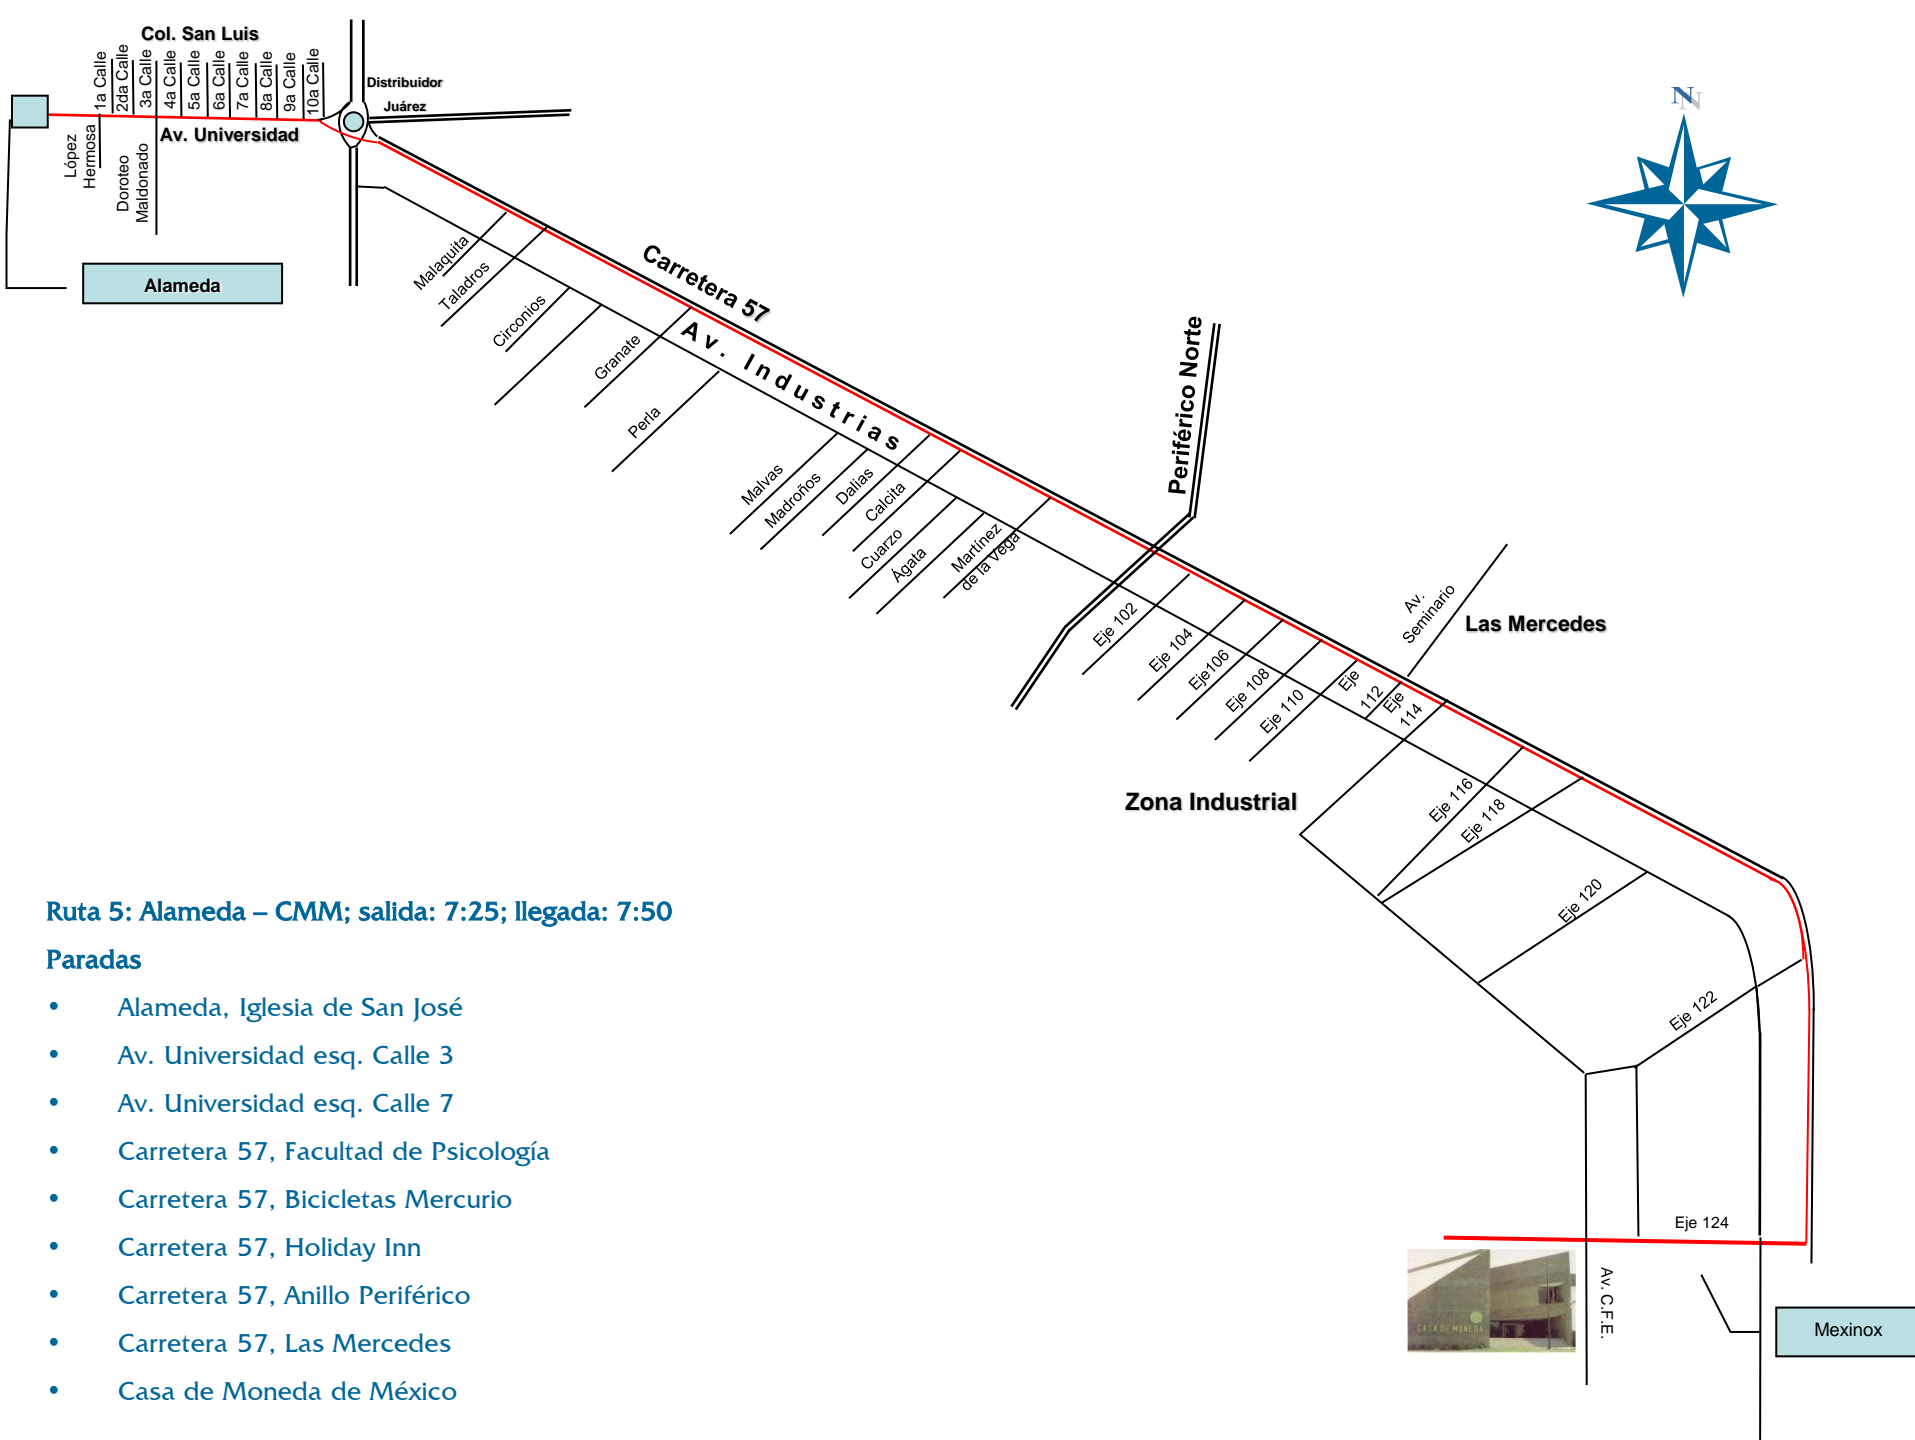 Col. San Luis
1a Calle
2da Calle
3a Calle
4a Calle
5a Calle
6a Calle
7a Calle
8a Calle
9a Calle
10a Calle
Distribuidor
Juárez
Av. Universidad
López
Hermosa
Doroteo
Maldonado
Alameda
N
Malaquita
Taladros
Circonios
Granate
Perla
Carretera 57
Av. Industrias
Malvas
Madroños
Dalias
Calcita
Cuarzo
Ágata
Martínez
de la Vega
Periférico Norte
Eje 102
Eje 104
Eje106
Eje 108
Eje 110
Eje
112
Eje
114
Av.
Seminario
Las Mercedes
Zona Industrial
Eje 116
Eje 118
Eje 120
Eje 122
Eje 124
Av. C.F.E.
CASA DE MONEDA
Mexinox
Ruta 5: Alameda – CMM; salida: 7:25; llegada: 7:50
Paradas
• Alameda, Iglesia de San José
• Av. Universidad esq. Calle 3
• Av. Universidad esq. Calle 7
• Carretera 57, Facultad de Psicología
• Carretera 57, Bicicletas Mercurio
• Carretera 57, Holiday Inn
• Carretera 57, Anillo Periférico
• Carretera 57, Las Mercedes
• Casa de Moneda de México